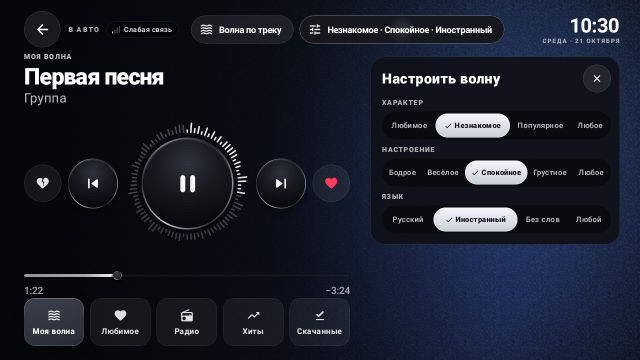 В АВТО
Слабая связь
Волна по треку
Незнакомое · Спокойное · Иностранный
10:30
СРЕДА · 21 ОКТЯБРЯ
МОЯ ВОЛНА
Первая песня
Группа
1:22
−3:24
Моя волна
Любимое
Радио
Хиты
Скачанные
Настроить волну
ХАРАКТЕР
Любимое Незнакомое Популярное Любое
НАСТРОЕНИЕ
Бодрое Весёлое Спокойное Грустное Любое
ЯЗЫК
Русский Иностранный Без слов Любой